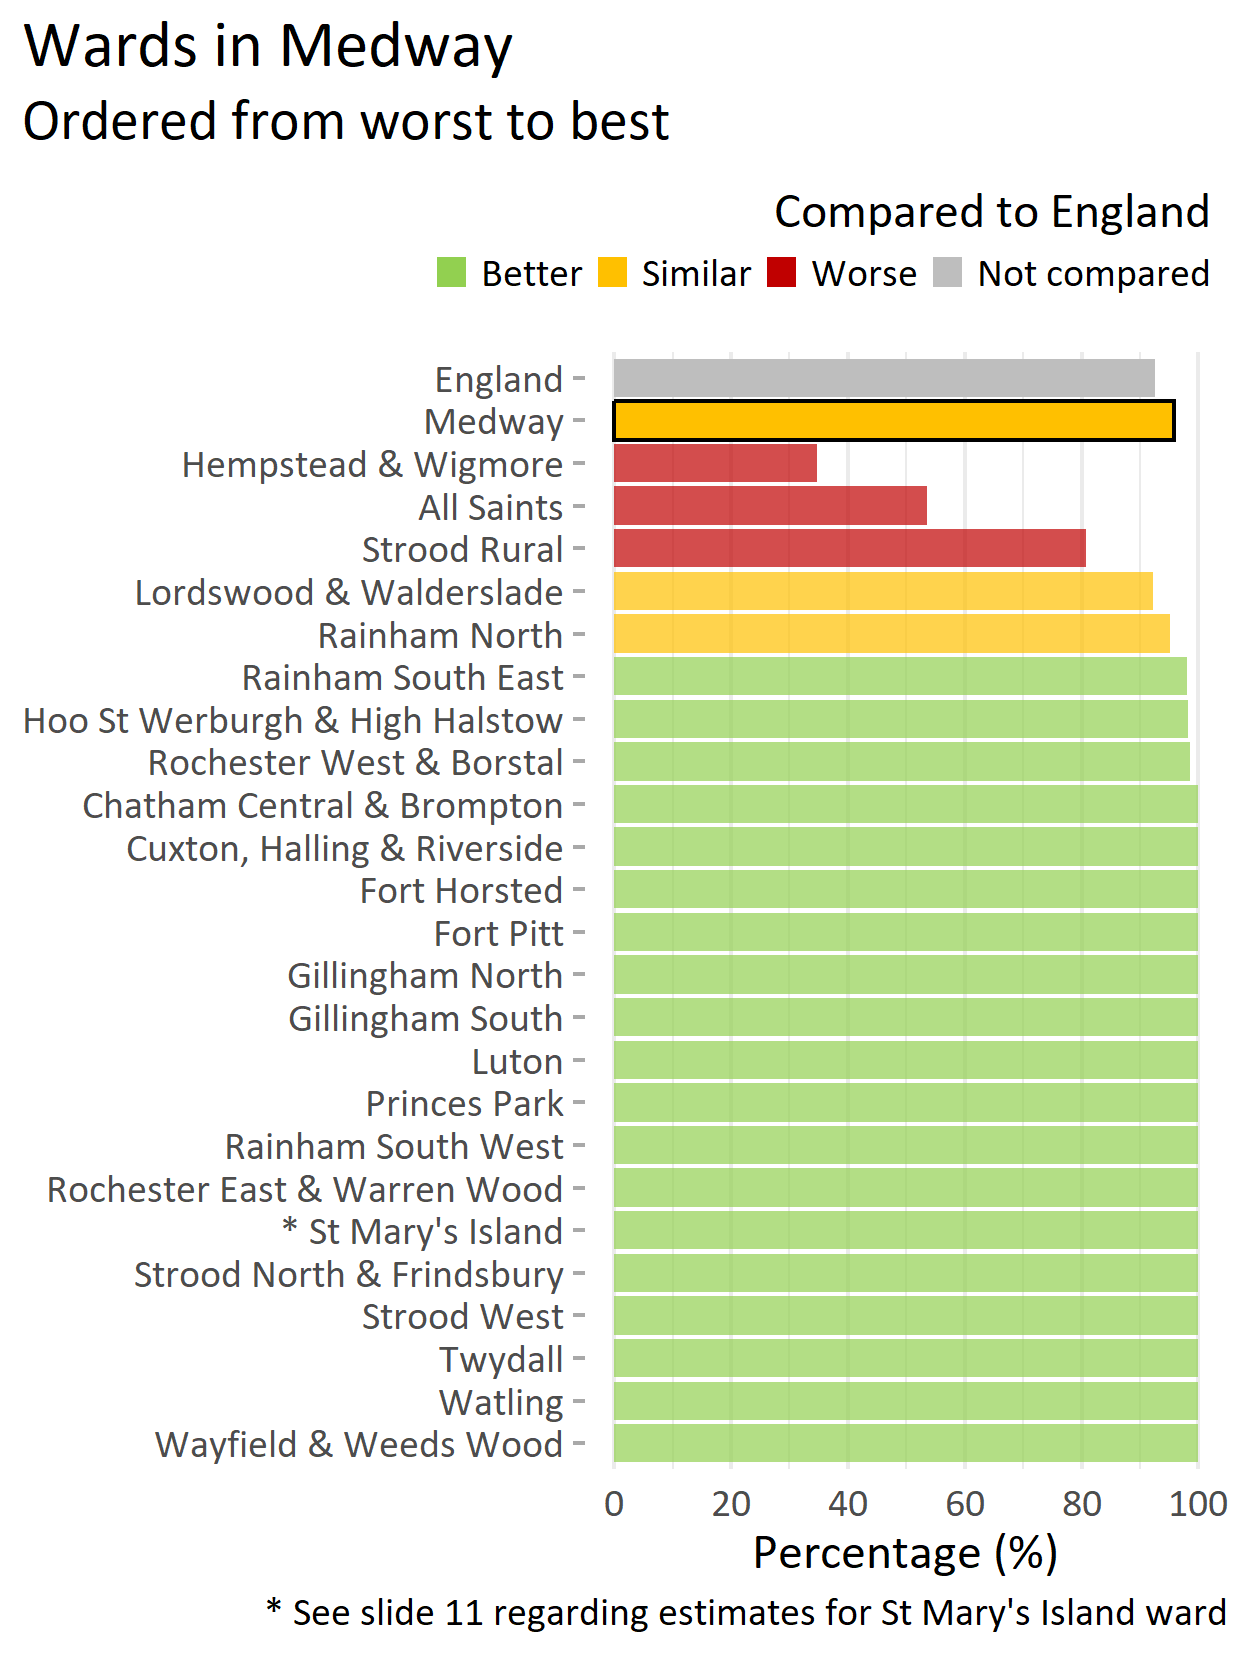 Wards in Medway
Ordered from worst to best
Compared to England
Better Similar Worse Not compared
England
Medway
Hempstead & Wigmore
All Saints
Strood Rural
Lordswood & Walderslade
Rainham North
Rainham South East
Hoo St Werburgh & High Halstow
Rochester West & Borstal
Chatham Central & Brompton
Cuxton, Halling & Riverside
Fort Horsted
Fort Pitt
Gillingham North
Gillingham South
Luton
Princes Park
Rainham South West
Rochester East & Warren Wood
* St Mary's Island
Strood North & Frindsbury
Strood West
Twydall
Watling
Wayfield & Weeds Wood
0 20 40 60 80 100
Percentage (%)
* See slide 11 regarding estimates for St Mary's Island ward